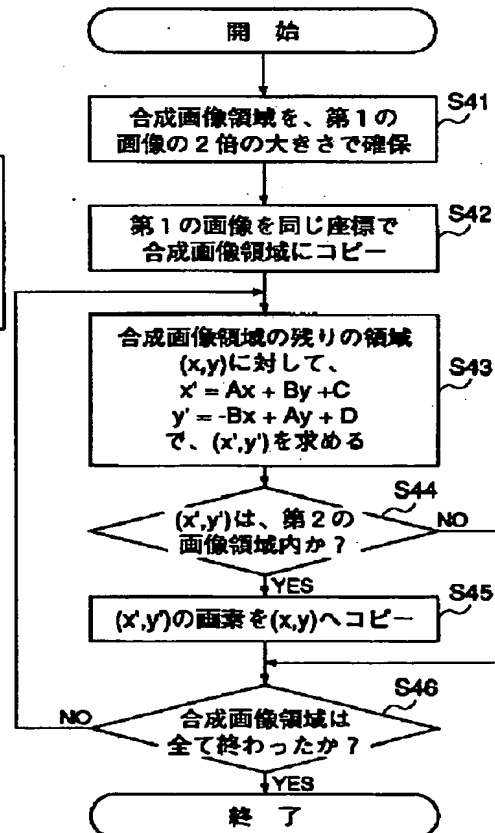 開 始
S41
合成画像領域を、第1の
画像の2倍の大きさで確保
S42
第1の画像を同じ座標で
合成画像領域にコピー
合成画像領域の残りの領域
(x,y)に対して、
x' = Ax + By +C
y' = -Bx + Ay + D
で、(x',y')を求める
S43
S44
(x',y')は、第2の
画像領域内か？
NO
YES
S45
(x',y')の画素を(x,y)へコピー
S46
NO
合成画像領域は
全て終わったか？
YES
終 了